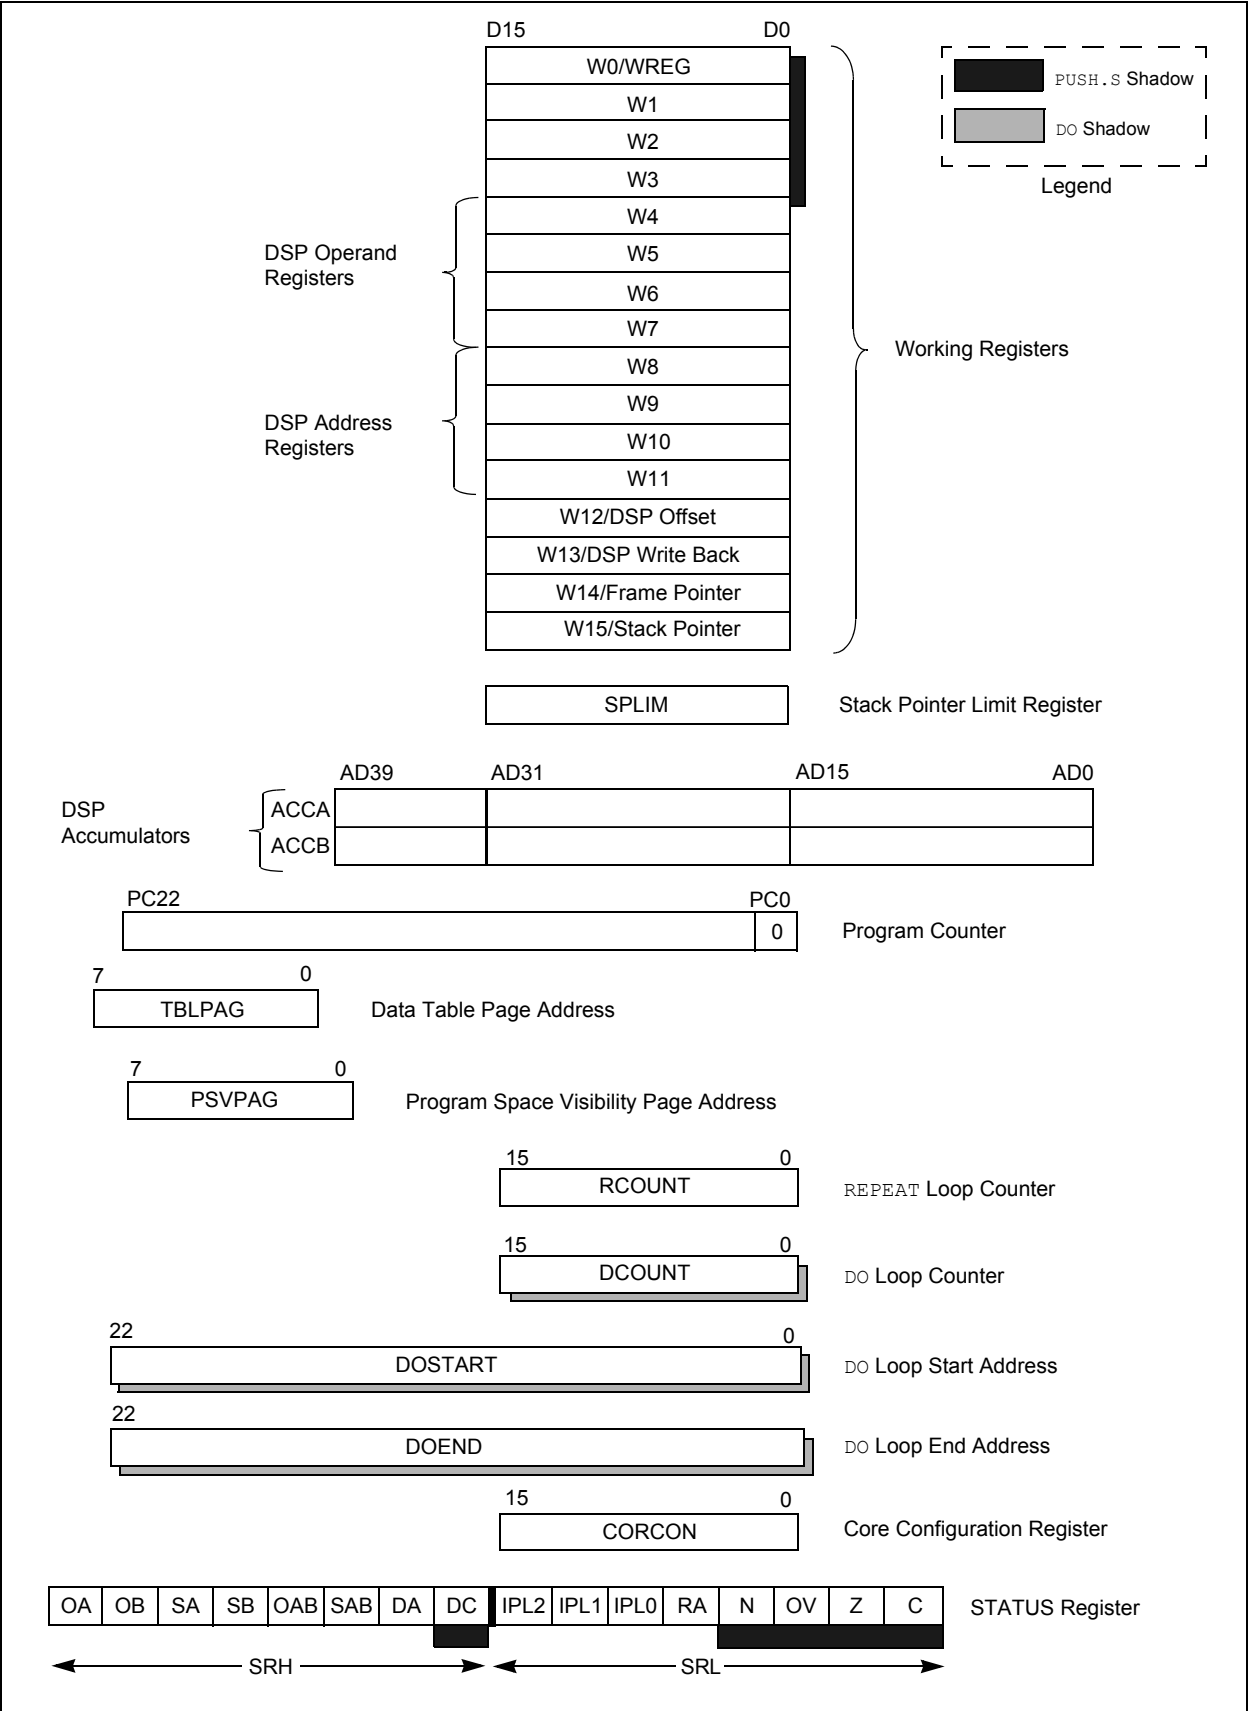 D15 D0
W0/WREG
PUSH.S Shadow
W1
DO Shadow
W2
W3
Legend
W4
DSP Operand
Registers
W5
W6
W7
Working Registers
W8
W9
DSP Address
Registers
W10
W11
W12/DSP Offset
W13/DSP Write Back
W14/Frame Pointer
W15/Stack Pointer
SPLIM Stack Pointer Limit Register
AD39 AD31 AD15 AD0
DSP
Accumulators
ACCA
ACCB
PC22 PC0
0 Program Counter
7 0
TBLPAG Data Table Page Address
7 0
PSVPAG Program Space Visibility Page Address
15 0
RCOUNT REPEAT Loop Counter
15 0
DCOUNT DO Loop Counter
22 0
DOSTART DO Loop Start Address
22
DOEND DO Loop End Address
15 0
CORCON Core Configuration Register
OA OB SA SB OAB SAB DA DC IPL2 IPL1 IPL0 RA N OV Z C STATUS Register
SRH SRL